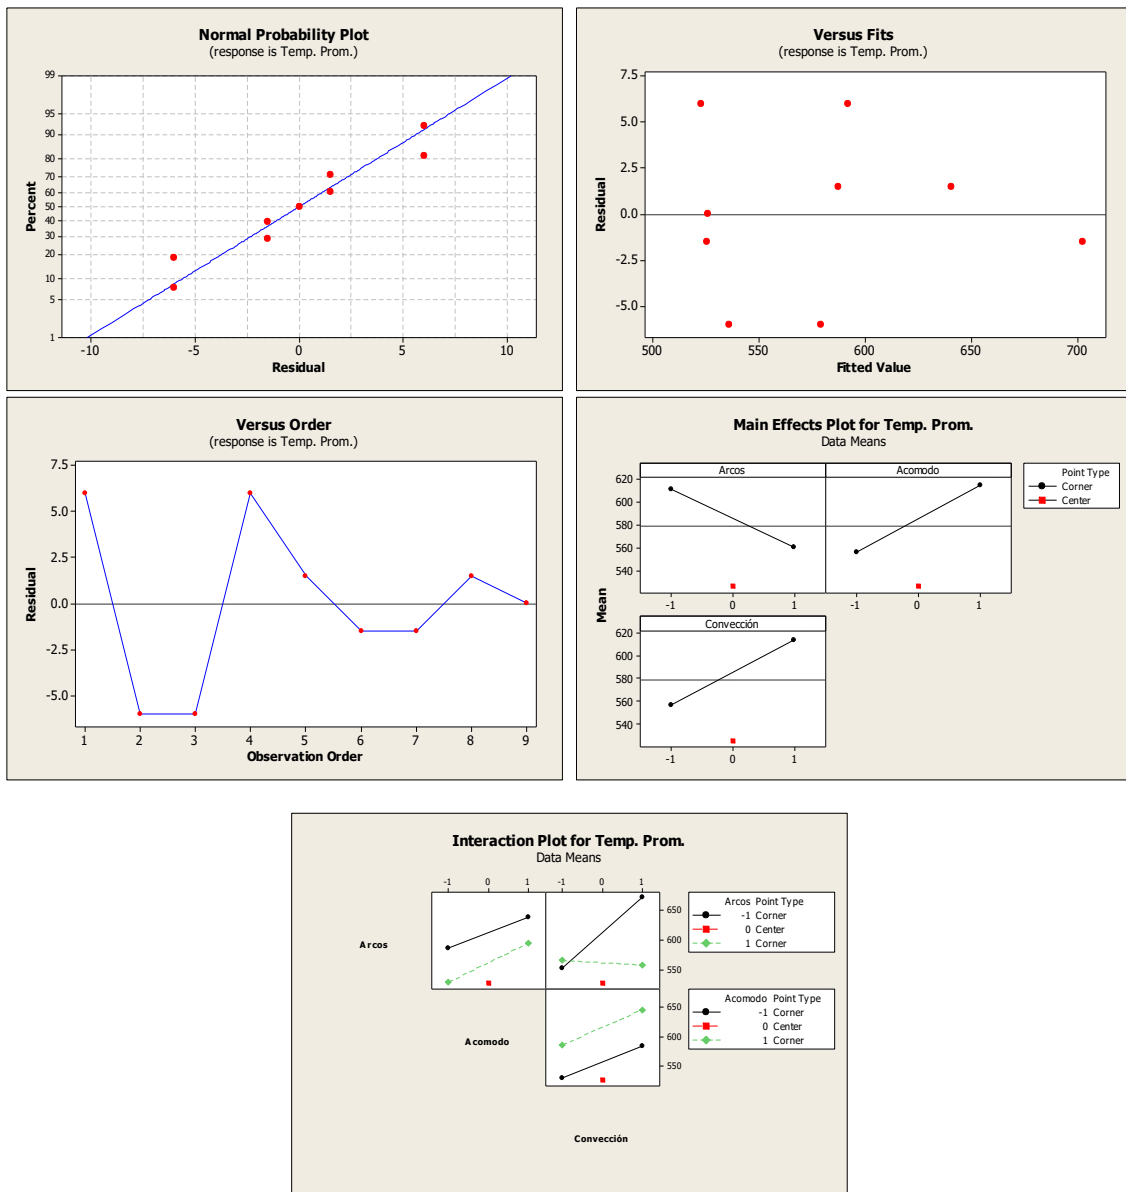 Normal Probability Plot
(response is Temp. Prom.)
99
95
90
80
70
60
50
40
30
20
10
5
1
Percent
-10 -5 0 5 10
Residual
Versus Fits
(response is Temp. Prom.)
7.5
5.0
2.5
0.0
-2.5
-5.0
Residual
500 550 600 650 700
Fitted Value
Versus Order
(response is Temp. Prom.)
7.5
5.0
2.5
0.0
-2.5
-5.0
Residual
1 2 3 4 5 6 7 8 9
Observation Order
Main Effects Plot for Temp. Prom.
Data Means
Arcos Acomodo
620
600
580
560
540
-1 0 1 -1 0 1
Mean
Convección
620
600
580
560
540
-1 0 1
Point Type
Corner
Center
Interaction Plot for Temp. Prom.
Data Means
-1 0 1 -1 0 1
Arcos
650
600
550
Arcos Point Type
-1 Corner
0 Center
1 Corner
Acomodo
650
600
550
Acomodo Point Type
-1 Corner
0 Center
1 Corner
Convección